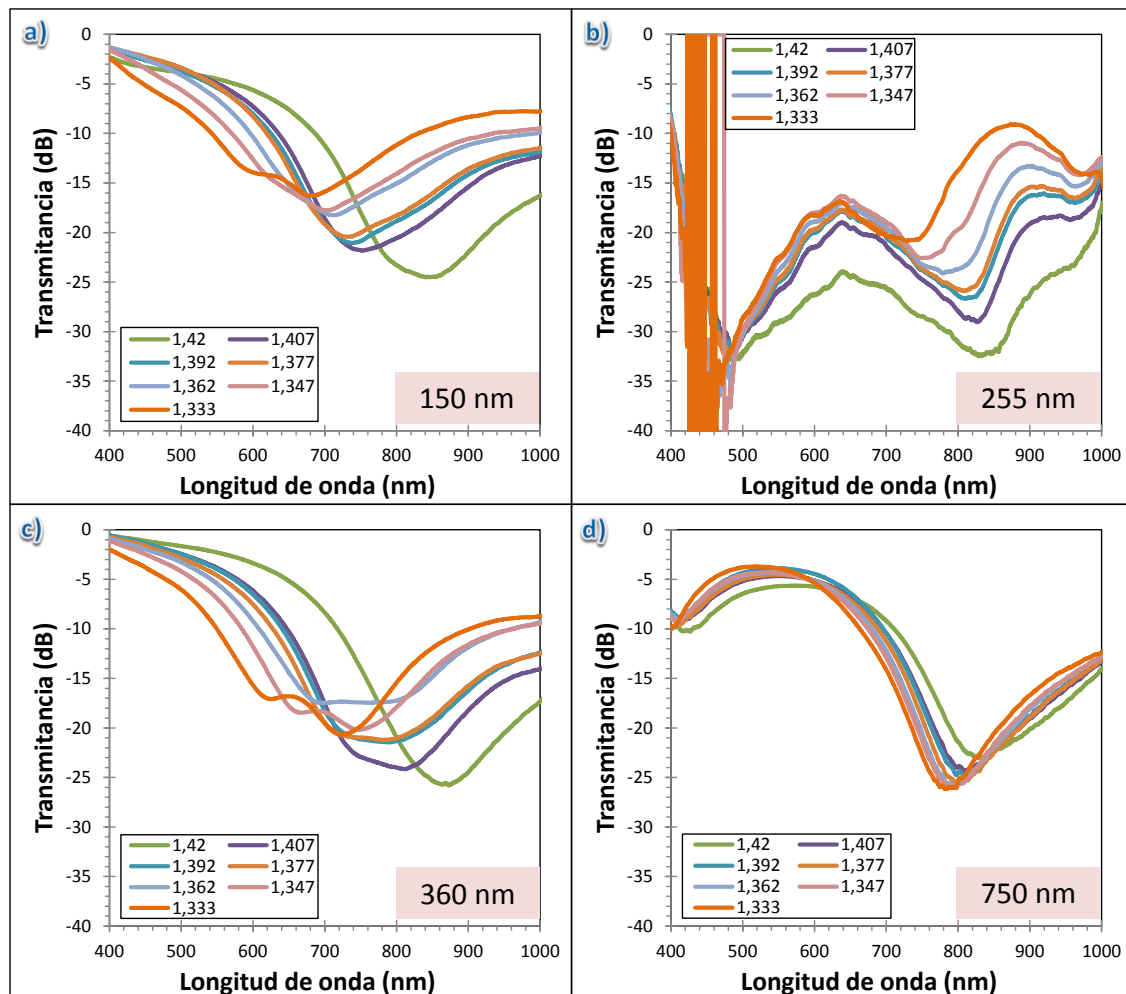 a)
Transmitancia (dB)
0
-5
-10
-15
-20
-25
-30
-35
-40
1,42 1,407
1,392 1,377
1,362 1,347
1,333
150 nm
400 500 600 700 800 900 1000
Longitud de onda (nm)
b)
Transmitancia (dB)
0
-5
-10
-15
-20
-25
-30
-35
-40
1,42 1,407
1,392 1,377
1,362 1,347
1,333
255 nm
400 500 600 700 800 900 1000
Longitud de onda (nm)
c)
Transmitancia (dB)
0
-5
-10
-15
-20
-25
-30
-35
-40
1,42 1,407
1,392 1,377
1,362 1,347
1,333
360 nm
400 500 600 700 800 900 1000
Longitud de onda (nm)
d)
Transmitancia (dB)
0
-5
-10
-15
-20
-25
-30
-35
-40
1,42 1,407
1,392 1,377
1,362 1,347
1,333
750 nm
400 500 600 700 800 900 1000
Longitud de onda (nm)